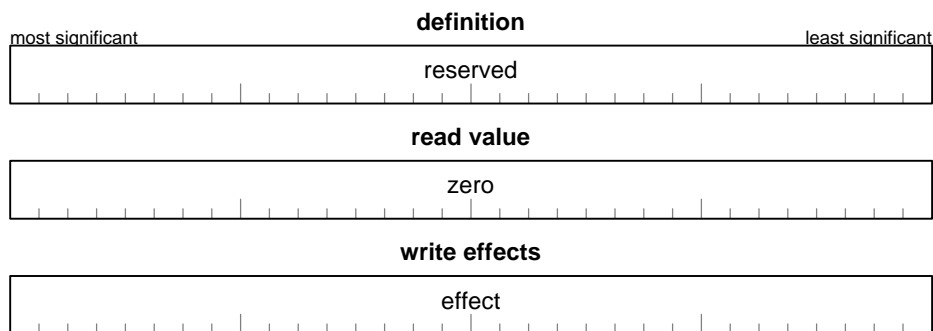 definition
most significant least significant
reserved
read value
zero
write effects
effect